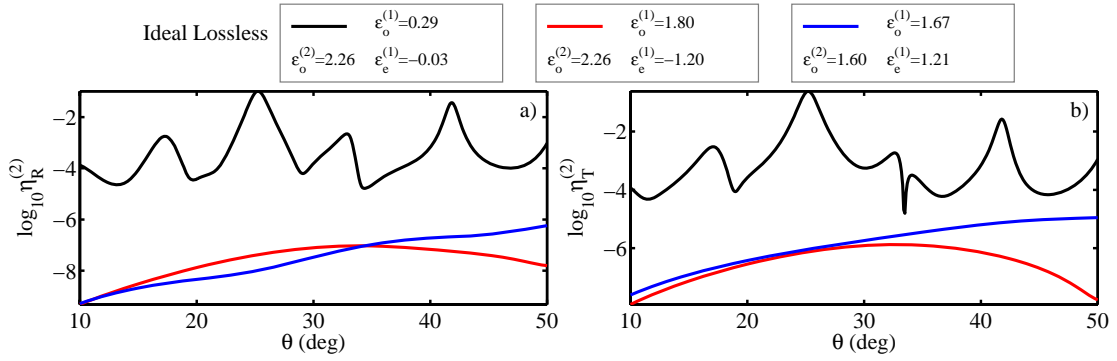 Ideal Lossless
ε_o^(1)=0.29
ε_o^(2)=2.26 ε_e^(1)=−0.03
ε_o^(1)=1.80
ε_o^(2)=2.26 ε_e^(1)=−1.20
ε_o^(1)=1.67
ε_o^(2)=1.60 ε_e^(1)=1.21
a)
log_10 η_R^(2)
−2
−4
−6
−8
10 20 30 40 50
θ (deg)
b)
log_10 η_T^(2)
−2
−4
−6
10 20 30 40 50
θ (deg)